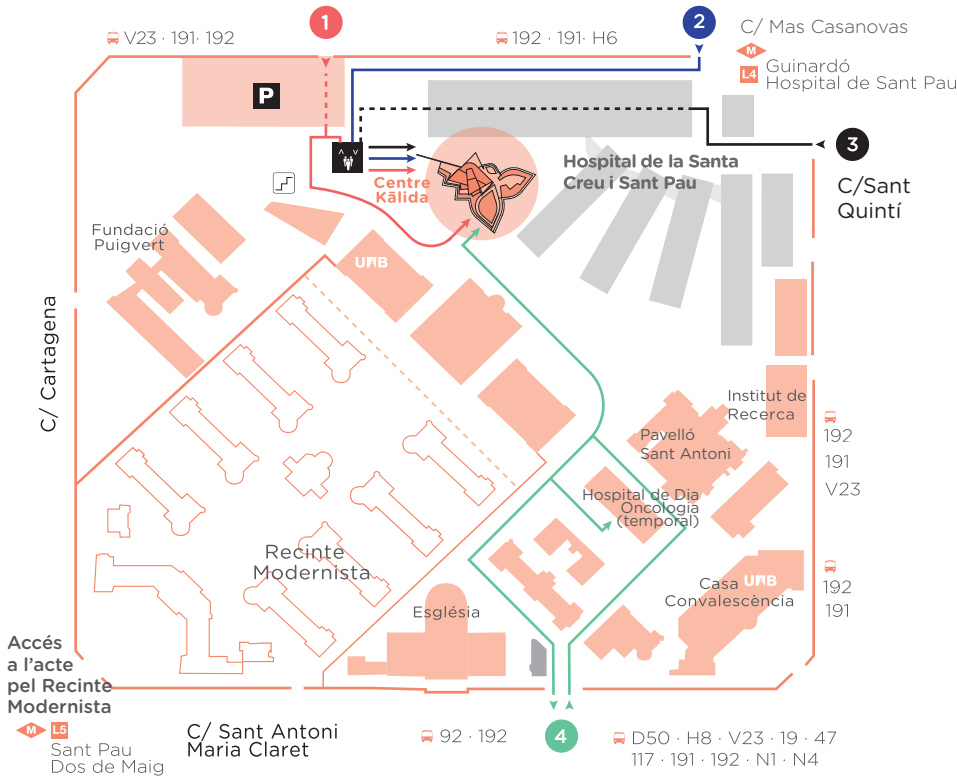 1
2
V23 · 191 · 192
192 · 191 · H6
C/ Mas Casanovas
M
L4 Guinardó
Hospital de Sant Pau
P
3
C/Sant
Quintí
Centre
Kālida
Hospital de la Santa
Creu i Sant Pau
Fundació
Puigvert
UAB
C/ Cartagena
Institut de
Recerca
Pavelló
Sant Antoni
192
191
V23
Hospital de Dia
Oncologia
(temporal)
Recinte
Modernista
Casa UAB
Convalescència
192
191
Església
Accés
a l'acte
pel Recinte
Modernista
M L5
Sant Pau
Dos de Maig
C/ Sant Antoni
Maria Claret
92 · 192
4
D50 · H8 · V23 · 19 · 47
117 · 191 · 192 · N1 · N4